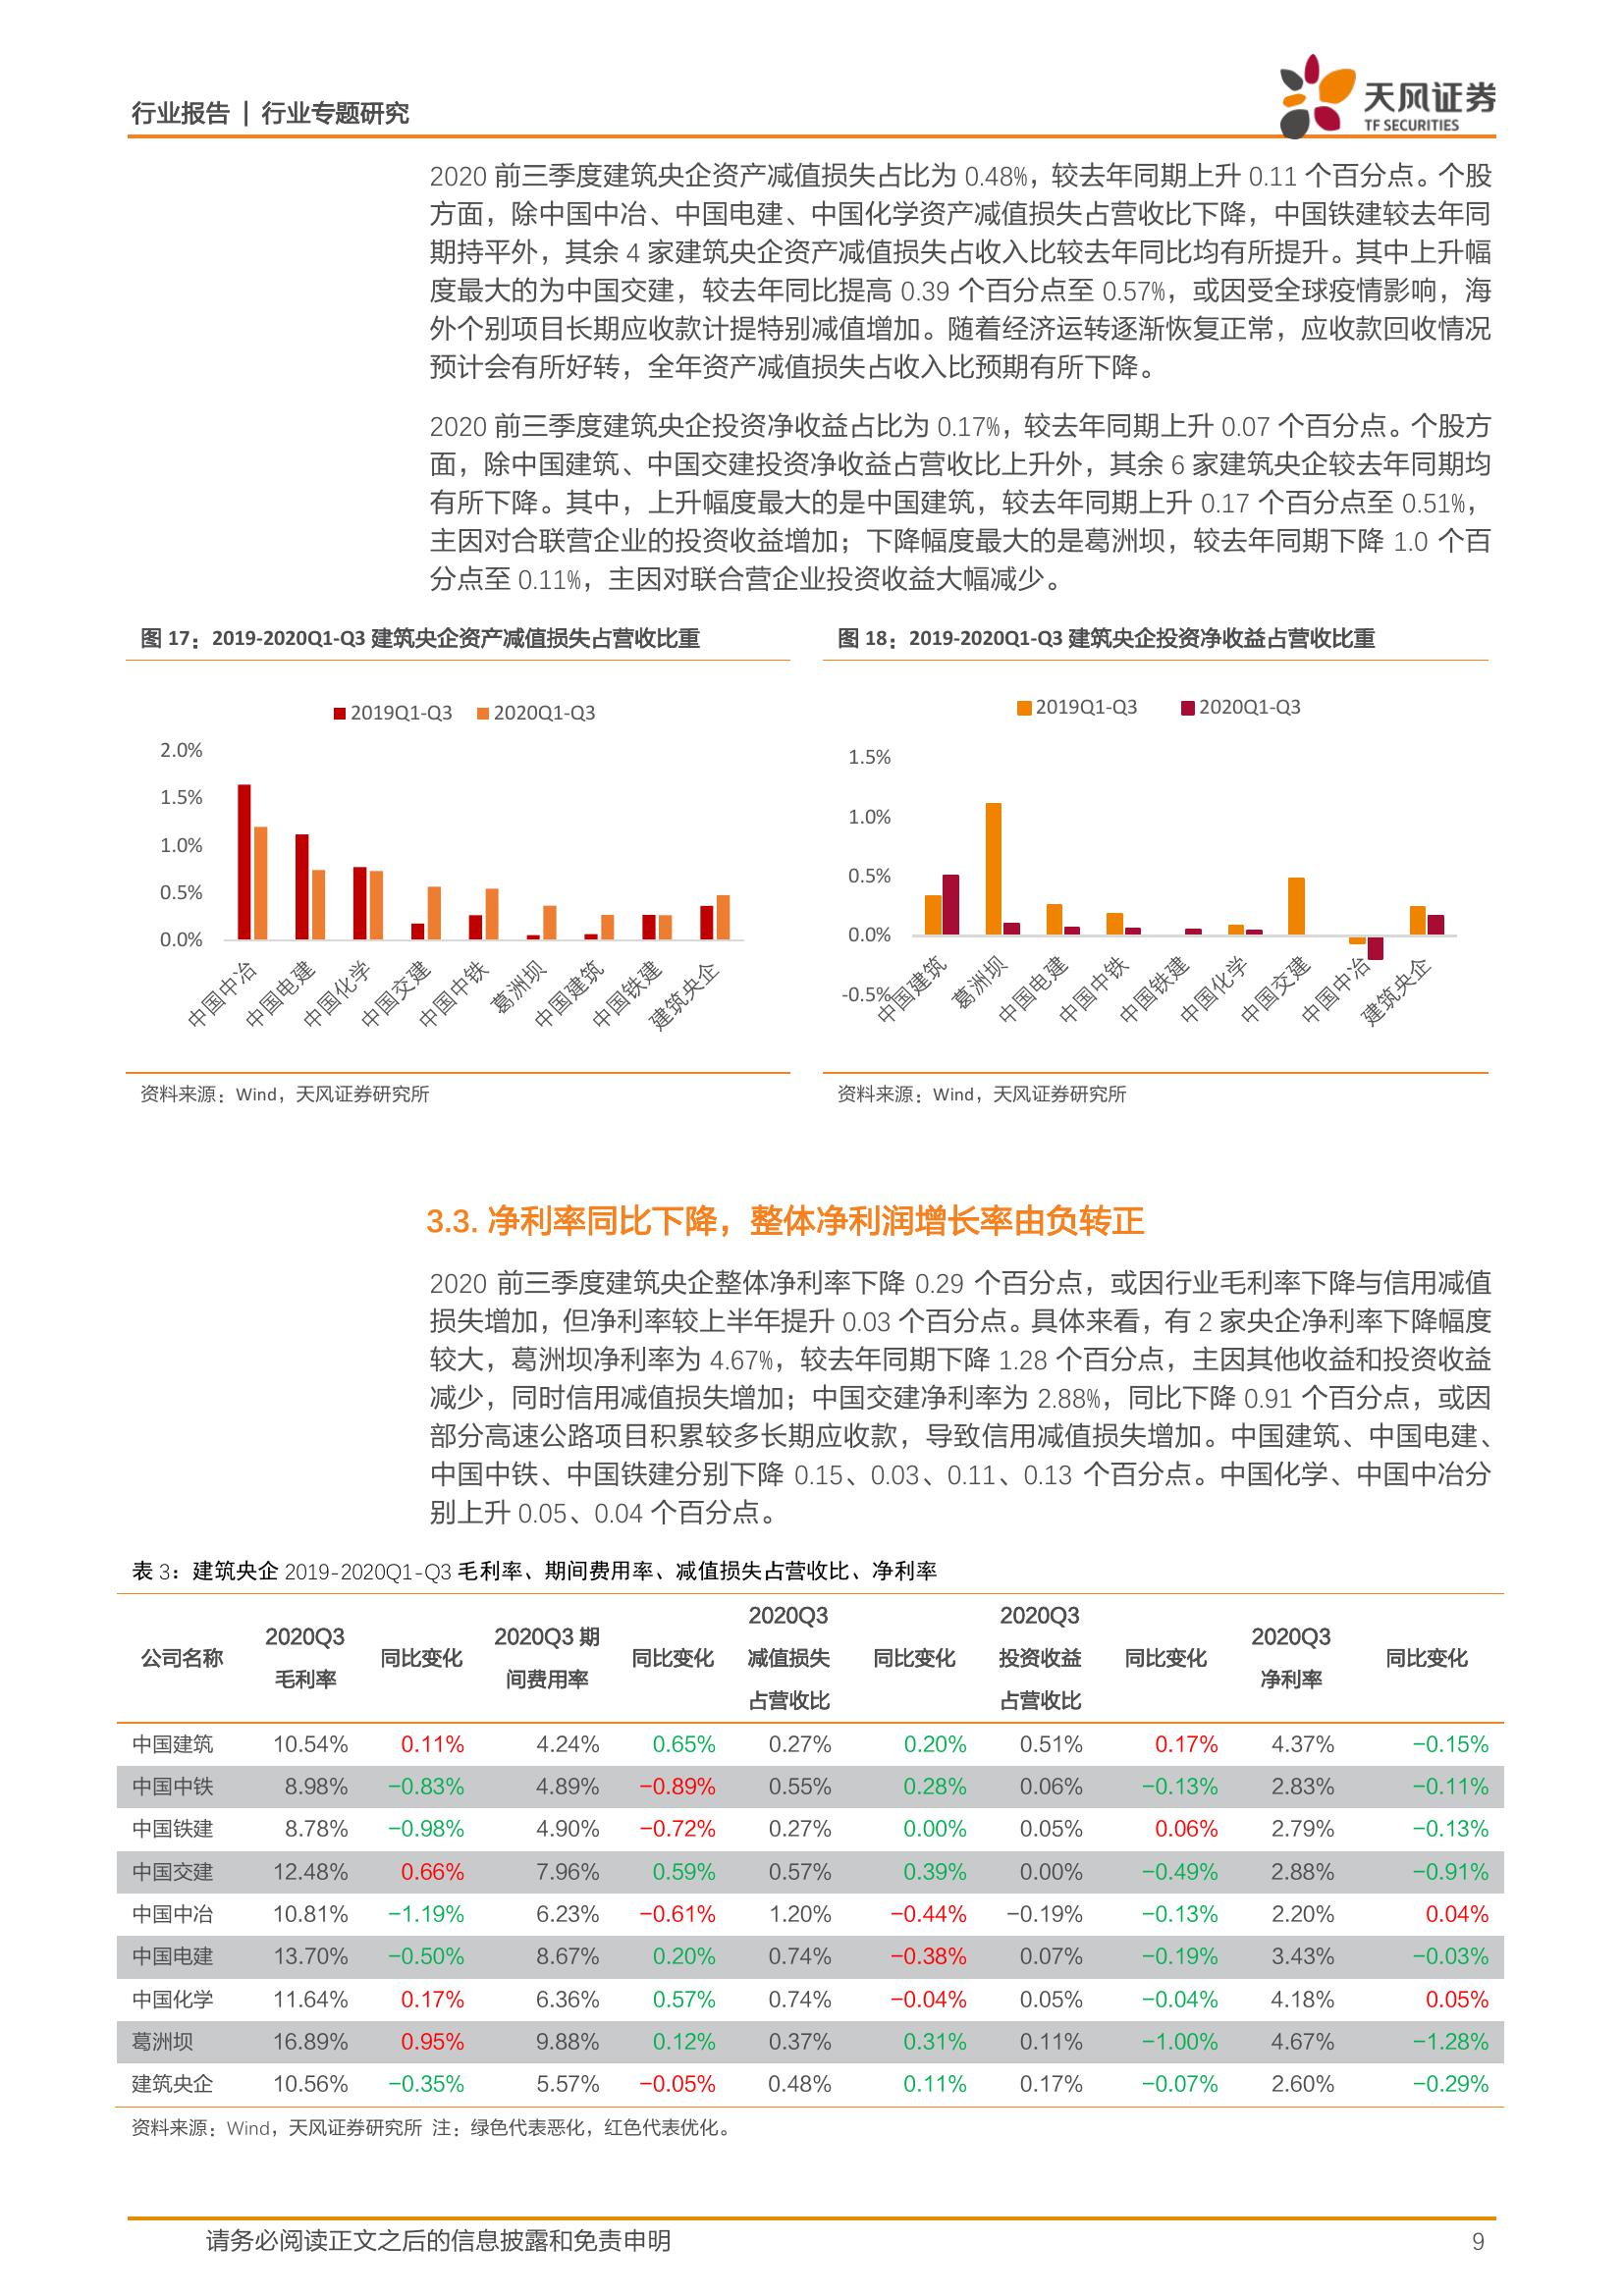 行业报告 | 行业专题研究
天风证券
TF SECURITIES
2020 前三季度建筑央企资产减值损失占比为 0.48%，较去年同期上升 0.11 个百分点。个股
方面，除中国中冶、中国电建、中国化学资产减值损失占营收比下降，中国铁建较去年同
期持平外，其余 4 家建筑央企资产减值损失占收入比较去年同比均有所提升。其中上升幅
度最大的为中国交建，较去年同比提高 0.39 个百分点至 0.57%，或因受全球疫情影响，海
外个别项目长期应收款计提特别减值增加。随着经济运转逐渐恢复正常，应收款回收情况
预计会有所好转，全年资产减值损失占收入比预期有所下降。
2020 前三季度建筑央企投资净收益占比为 0.17%，较去年同期上升 0.07 个百分点。个股方
面，除中国建筑、中国交建投资净收益占营收比上升外，其余 6 家建筑央企较去年同期均
有所下降。其中，上升幅度最大的是中国建筑，较去年同期上升 0.17 个百分点至 0.51%，
主因对合联营企业的投资收益增加；下降幅度最大的是葛洲坝，较去年同期下降 1.0 个百
分点至 0.11%，主因对联合营企业投资收益大幅减少。
图 17：2019-2020Q1-Q3 建筑央企资产减值损失占营收比重
2019Q1-Q3 2020Q1-Q3
2.0%
1.5%
1.0%
0.5%
0.0%
中国中冶 中国电建 中国化学 中国交建 中国中铁 葛洲坝 中国建筑 中国铁建 建筑央企
资料来源：Wind，天风证券研究所
图 18：2019-2020Q1-Q3 建筑央企投资净收益占营收比重
2019Q1-Q3 2020Q1-Q3
1.5%
1.0%
0.5%
0.0%
-0.5%
中国建筑 葛洲坝 中国电建 中国中铁 中国铁建 中国化学 中国交建 中国中冶 建筑央企
资料来源：Wind，天风证券研究所
3.3. 净利率同比下降，整体净利润增长率由负转正
2020 前三季度建筑央企整体净利率下降 0.29 个百分点，或因行业毛利率下降与信用减值
损失增加，但净利率较上半年提升 0.03 个百分点。具体来看，有 2 家央企净利率下降幅度
较大，葛洲坝净利率为 4.67%，较去年同期下降 1.28 个百分点，主因其他收益和投资收益
减少，同时信用减值损失增加；中国交建净利率为 2.88%，同比下降 0.91 个百分点，或因
部分高速公路项目积累较多长期应收款，导致信用减值损失增加。中国建筑、中国电建、
中国中铁、中国铁建分别下降 0.15、0.03、0.11、0.13 个百分点。中国化学、中国中冶分
别上升 0.05、0.04 个百分点。
表 3：建筑央企 2019-2020Q1-Q3 毛利率、期间费用率、减值损失占营收比、净利率
公司名称 2020Q3 毛利率 同比变化 2020Q3 期间费用率 同比变化 2020Q3 减值损失占营收比 同比变化 2020Q3 投资收益占营收比 同比变化 2020Q3 净利率 同比变化
中国建筑 10.54% 0.11% 4.24% 0.65% 0.27% 0.20% 0.51% 0.17% 4.37% −0.15%
中国中铁 8.98% −0.83% 4.89% −0.89% 0.55% 0.28% 0.06% −0.13% 2.83% −0.11%
中国铁建 8.78% −0.98% 4.90% −0.72% 0.27% 0.00% 0.05% 0.06% 2.79% −0.13%
中国交建 12.48% 0.66% 7.96% 0.59% 0.57% 0.39% 0.00% −0.49% 2.88% −0.91%
中国中冶 10.81% −1.19% 6.23% −0.61% 1.20% −0.44% −0.19% −0.13% 2.20% 0.04%
中国电建 13.70% −0.50% 8.67% 0.20% 0.74% −0.38% 0.07% −0.19% 3.43% −0.03%
中国化学 11.64% 0.17% 6.36% 0.57% 0.74% −0.04% 0.05% −0.04% 4.18% 0.05%
葛洲坝 16.89% 0.95% 9.88% 0.12% 0.37% 0.31% 0.11% −1.00% 4.67% −1.28%
建筑央企 10.56% −0.35% 5.57% −0.05% 0.48% 0.11% 0.17% −0.07% 2.60% −0.29%
资料来源：Wind，天风证券研究所 注：绿色代表恶化，红色代表优化。
请务必阅读正文之后的信息披露和免责申明
9